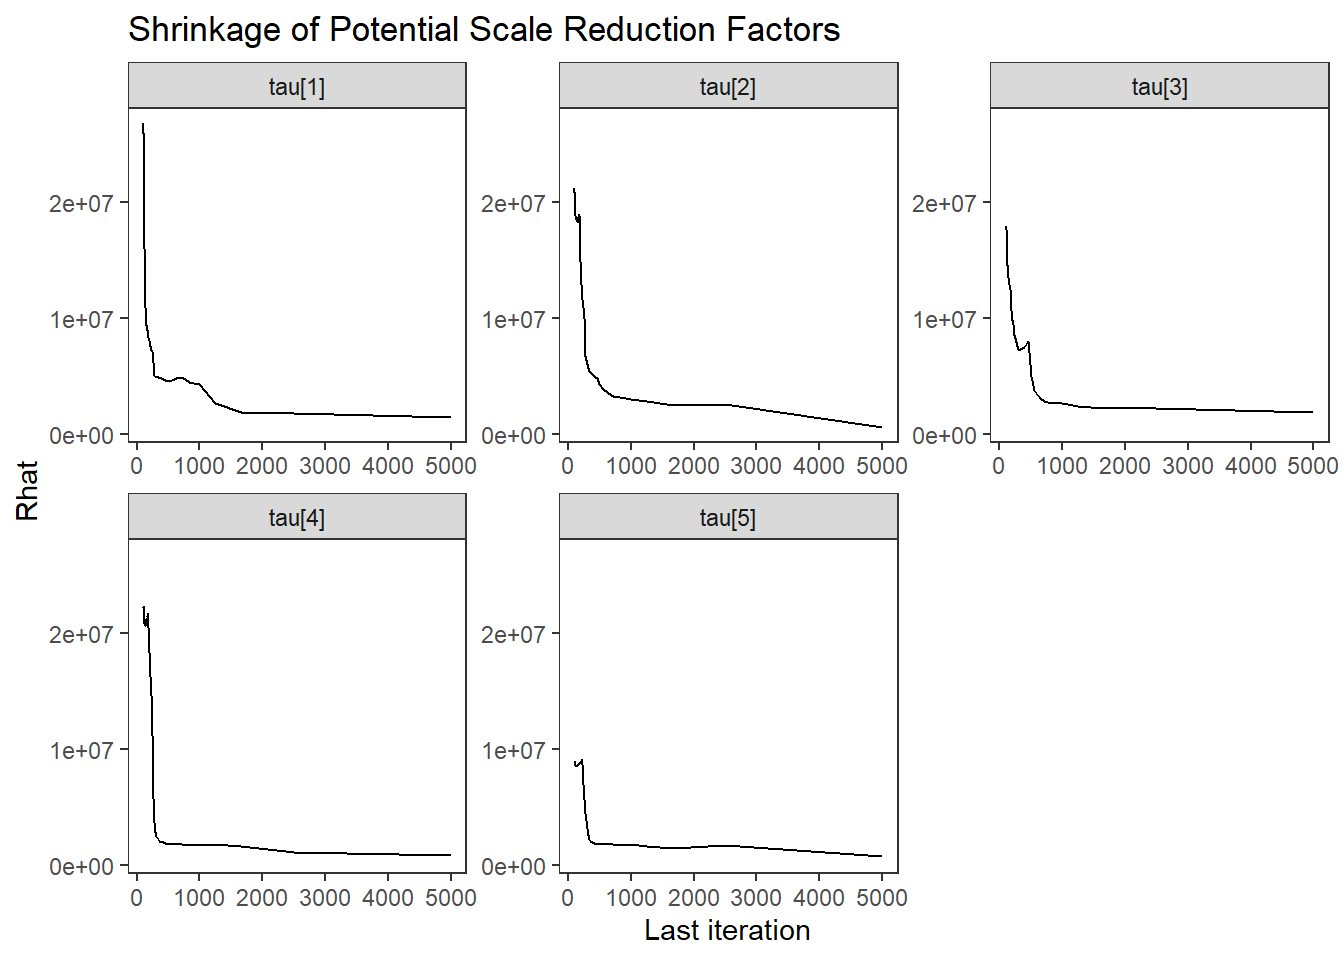 Shrinkage of Potential Scale Reduction Factors
tau[1] tau[2] tau[3]
2e+07 2e+07 2e+07
1e+07 1e+07 1e+07
0e+00 0e+00 0e+00
0 1000 2000 3000 4000 5000 0 1000 2000 3000 4000 5000 0 1000 2000 3000 4000 5000
Rhat
tau[4] tau[5]
2e+07 2e+07
1e+07 1e+07
0e+00 0e+00
0 1000 2000 3000 4000 5000 0 1000 2000 3000 4000 5000
Last iteration